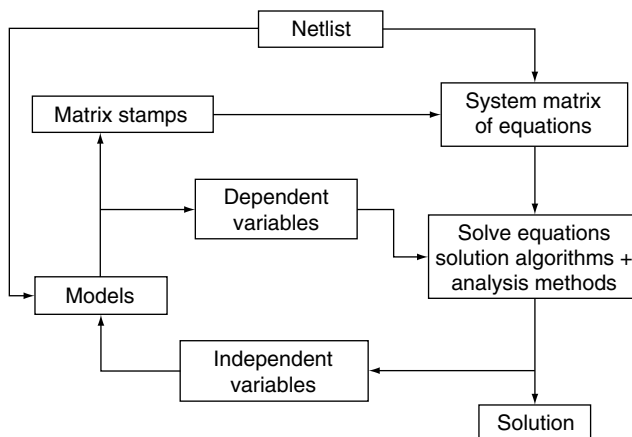 Netlist
Matrix stamps
System matrix
of equations
Dependent
variables
Solve equations
solution algorithms +
analysis methods
Models
Independent
variables
Solution